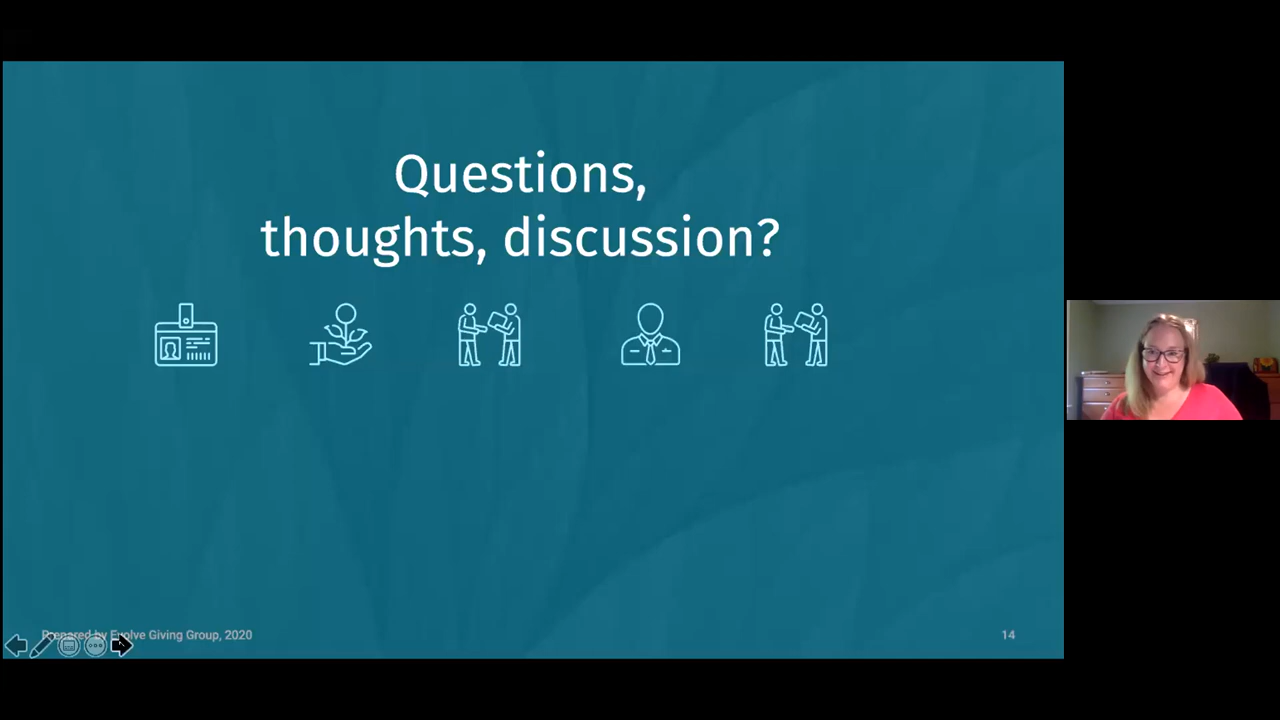 Questions,
thoughts, discussion?
Prepared by Evolve Giving Group, 2020
14